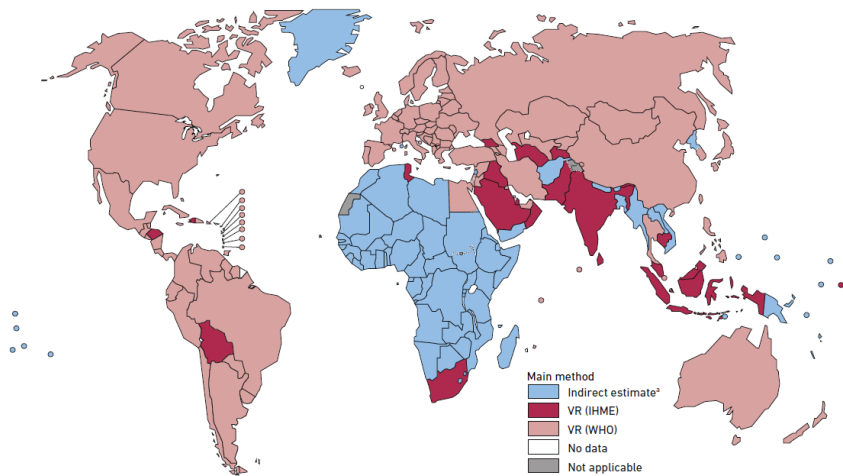 Main method
Indirect estimateᵃ
VR (IHME)
VR (WHO)
No data
Not applicable